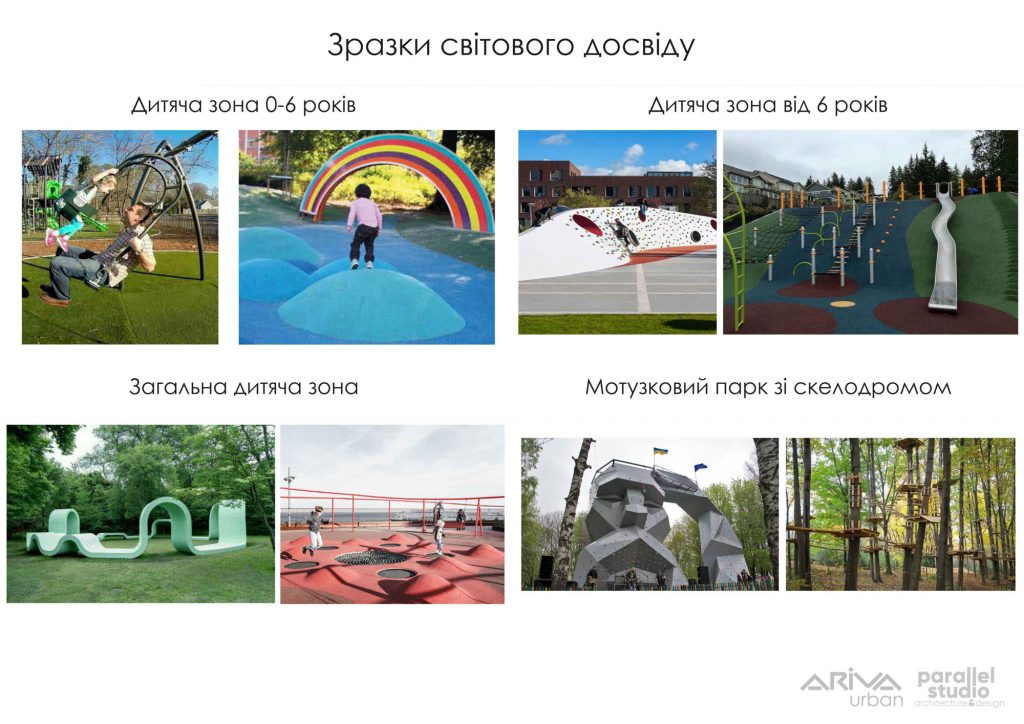 Зразки світового досвіду
Дитяча зона 0-6 років
Дитяча зона від 6 років
Загальна дитяча зона
Мотузковий парк зі скелодромом
ARIVA
urban
parallel
studio
architecture&design